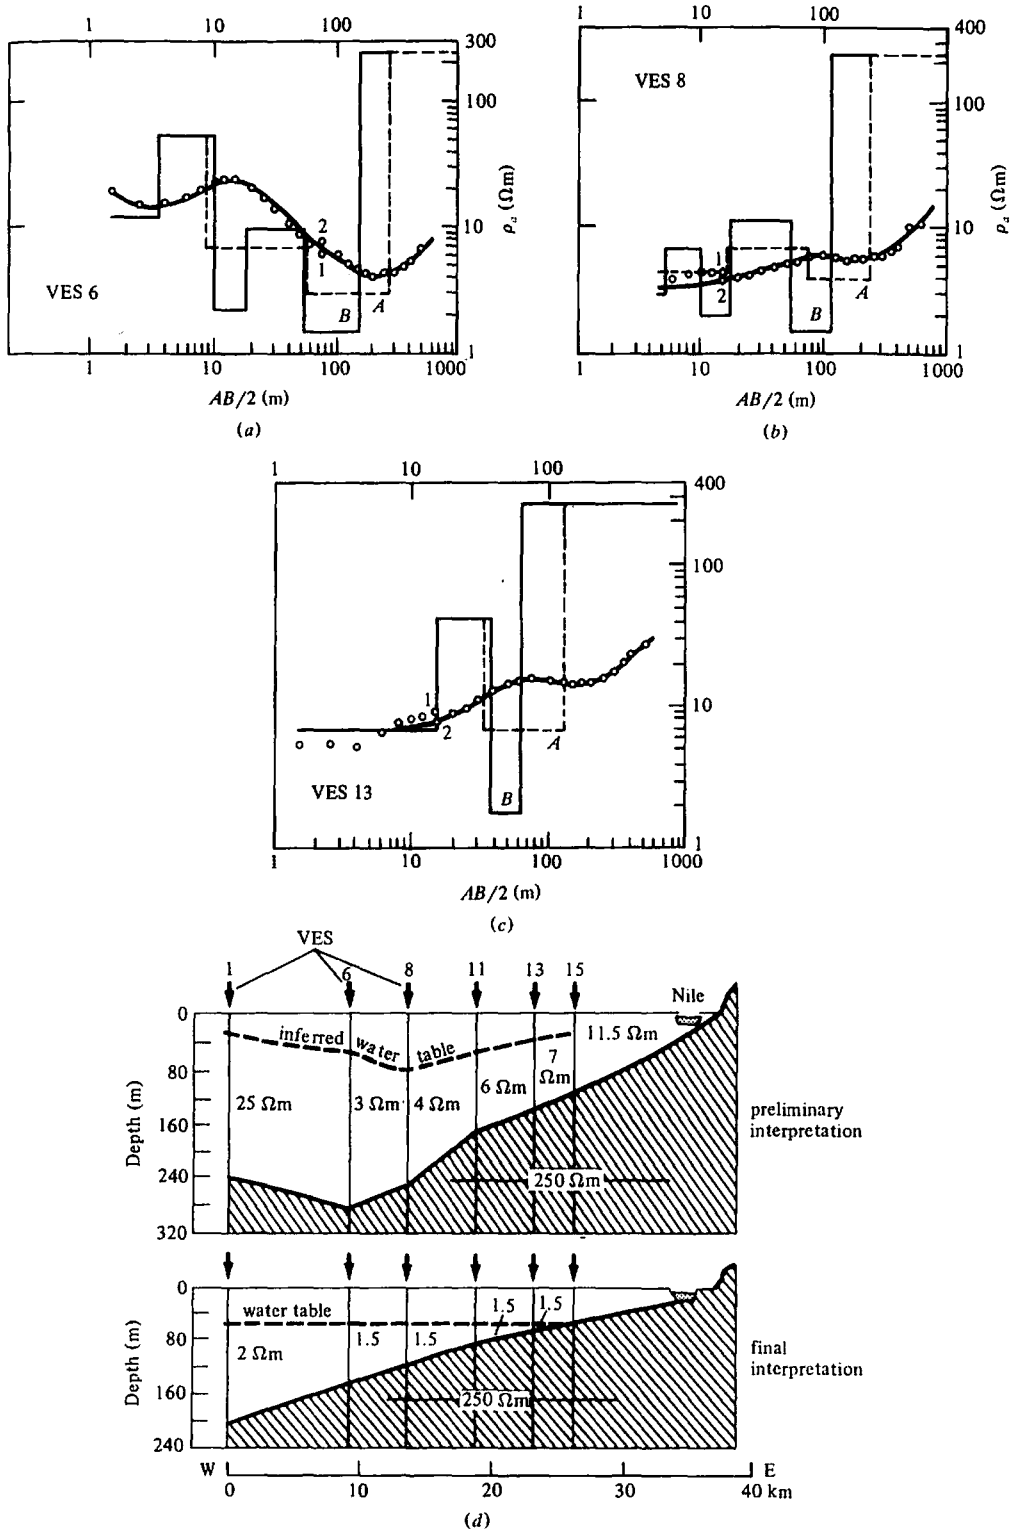 1 10 100
300
100
10
1
ρa (Ωm)
VES 6
2
1
A
B
1 10 100 1000
AB/2 (m)
(a)
1 10 100
400
100
10
1
ρa (Ωm)
VES 8
1
2
A
B
1 10 100 1000
AB/2 (m)
(b)
1 10 100
400
100
10
1
1
2
A
B
VES 13
10 100 1000
AB/2 (m)
(c)
VES
1 6 8 11 13 15
Nile
0
80
160
240
320
Depth (m)
inferred water table
11.5 Ωm
7 Ωm
6 Ωm
25 Ωm 3 Ωm 4 Ωm
250 Ωm
preliminary
interpretation
0
80
160
240
Depth (m)
water table
1.5 1.5
2 Ωm 1.5 1.5
250 Ωm
final
interpretation
W E
0 10 20 30 40 km
(d)